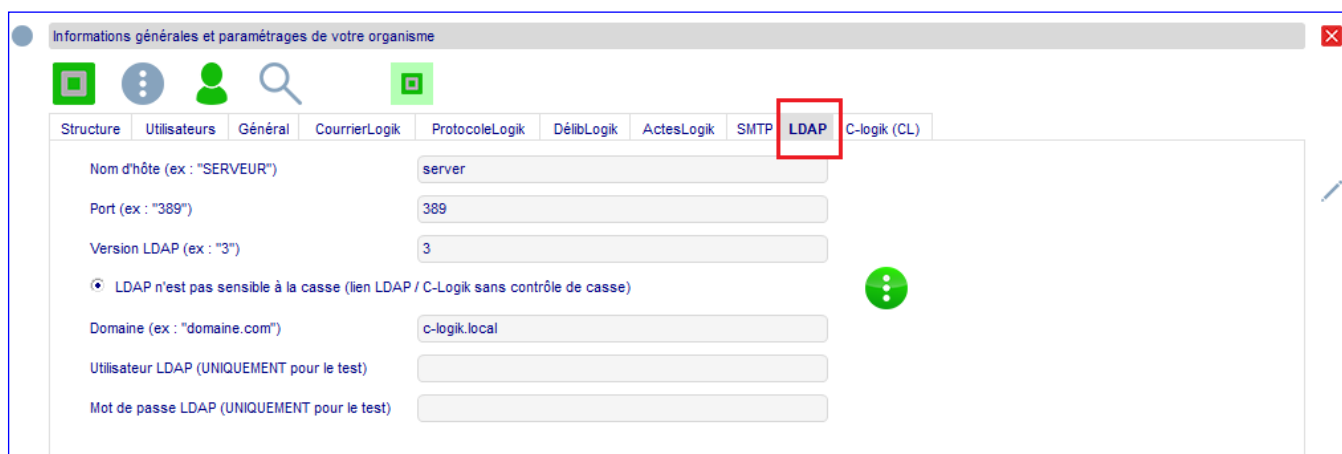 Informations générales et paramétrages de votre organisme
Structure Utilisateurs Général CourrierLogik ProtocoleLogik DélibLogik ActesLogik SMTP LDAP C-logik (CL)
Nom d'hôte (ex : "SERVEUR") server
Port (ex : "389") 389
Version LDAP (ex : "3") 3
LDAP n'est pas sensible à la casse (lien LDAP / C-Logik sans contrôle de casse)
Domaine (ex : "domaine.com") c-logik.local
Utilisateur LDAP (UNIQUEMENT pour le test)
Mot de passe LDAP (UNIQUEMENT pour le test)